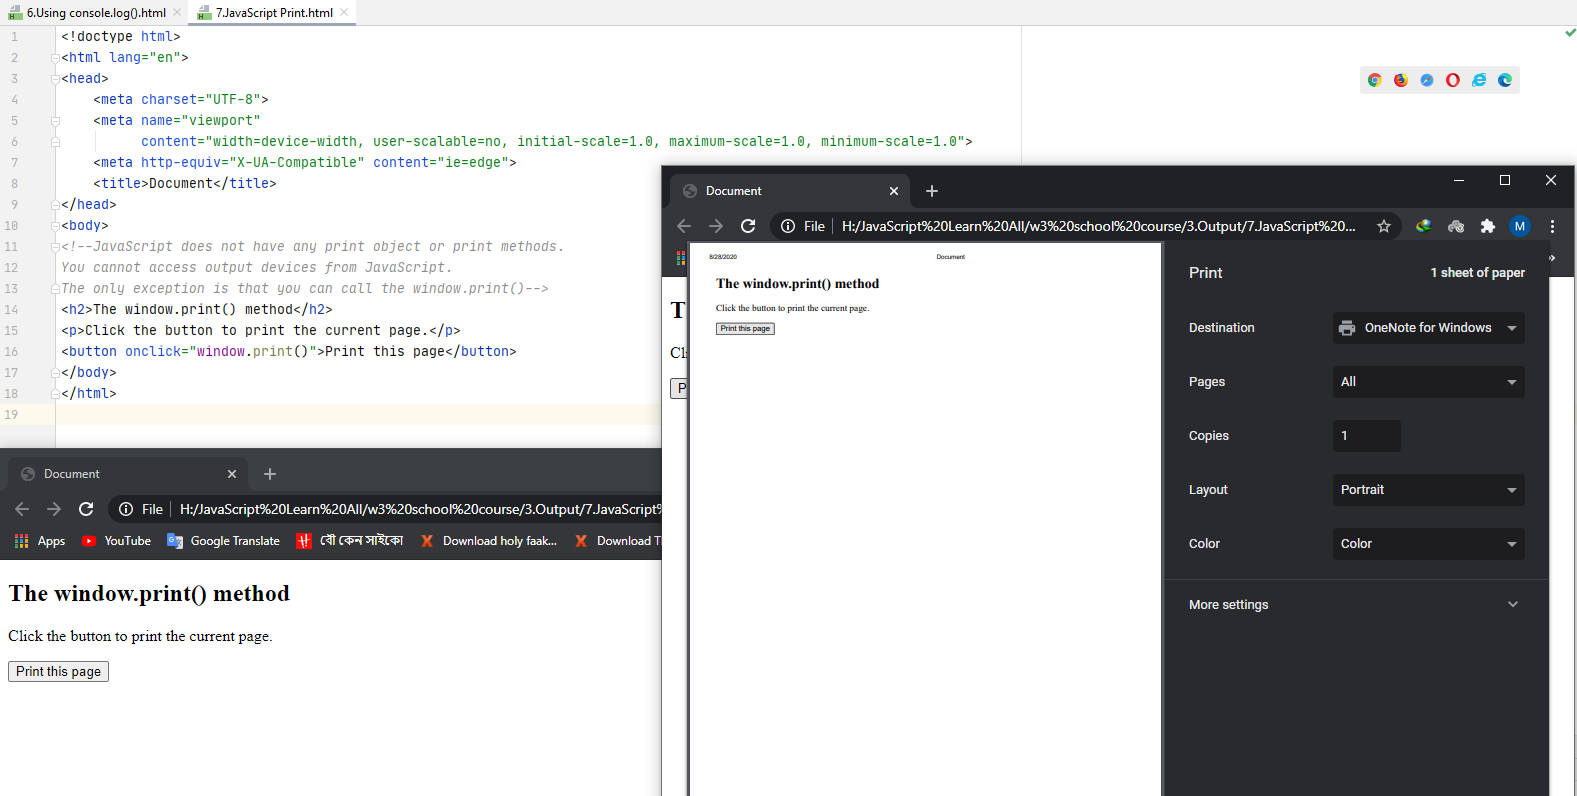 6.Using console.log().html
7.JavaScript Print.html
1 <!doctype html>
2 <html lang="en">
3 <head>
4 <meta charset="UTF-8">
5 <meta name="viewport"
6 content="width=device-width, user-scalable=no, initial-scale=1.0, maximum-scale=1.0, minimum-scale=1.0">
7 <meta http-equiv="X-UA-Compatible" content="ie=edge">
8 <title>Document</title>
9 </head>
10 <body>
11 <!--JavaScript does not have any print object or print methods.
12 You cannot access output devices from JavaScript.
13 The only exception is that you can call the window.print()-->
14 <h2>The window.print() method</h2>
15 <p>Click the button to print the current page.</p>
16 <button onclick="window.print()">Print this page</button>
17 </body>
18 </html>
19
Document
File H:/JavaScript%20Learn%20All/w3%20school%20course/3.Output/7.JavaScript
Apps YouTube Google Translate বৌ কেন সাইকো Download holy faak... Download T
The window.print() method
Click the button to print the current page.
Print this page
Document
File H:/JavaScript%20Learn%20All/w3%20school%20course/3.Output/7.JavaScript%20...
M
»
T
Cl
P
8/28/2020 Document
The window.print() method
Click the button to print the current page.
Print this page
Print 1 sheet of paper
Destination OneNote for Windows
Pages All
Copies 1
Layout Portrait
Color Color
More settings